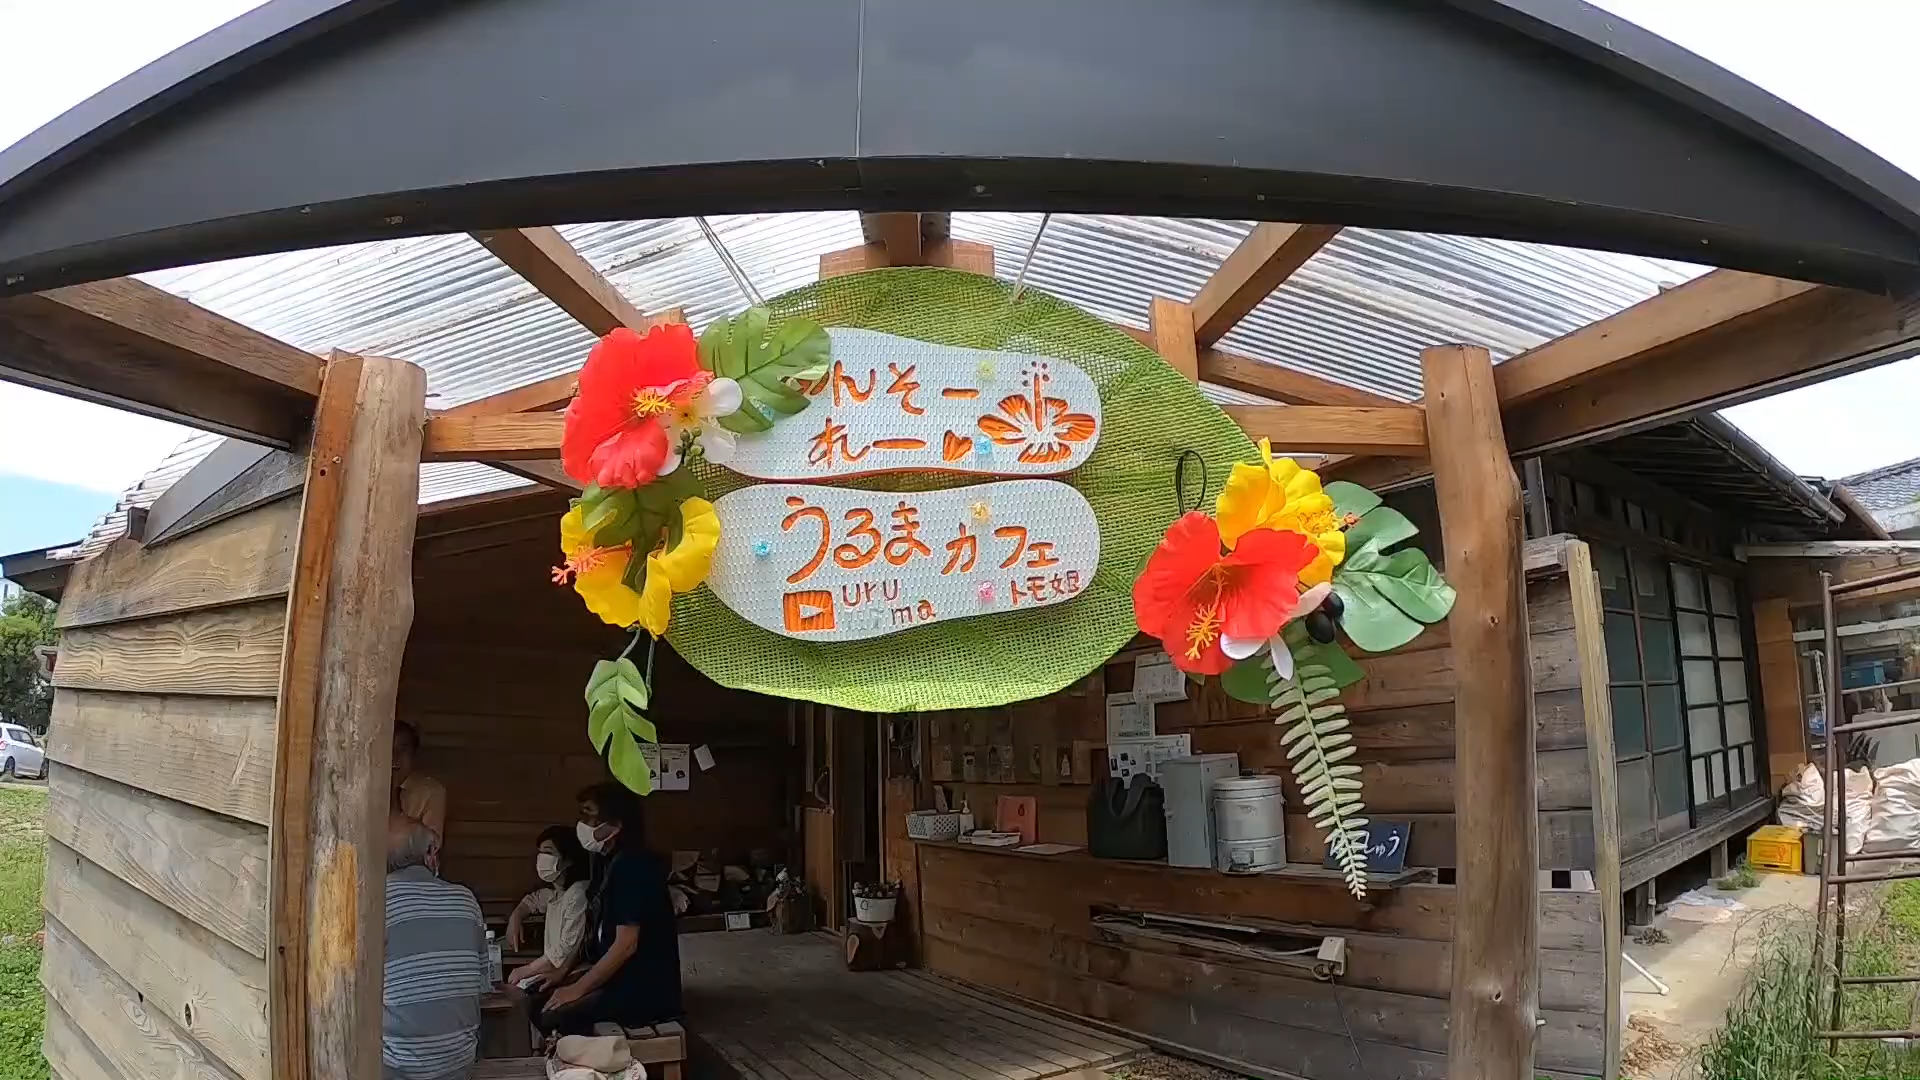 んそー
れー
うるまカフェ
uru
ma
トモ姐